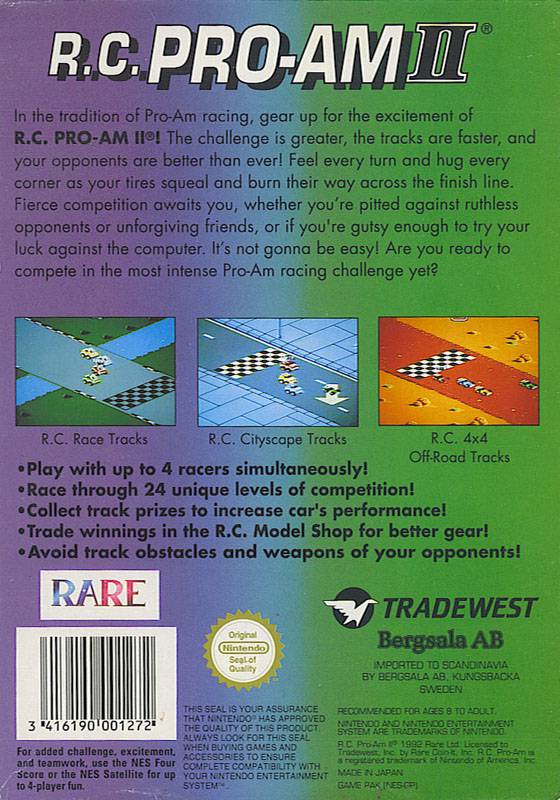 R.C. PRO-AM II®
In the tradition of Pro-Am racing, gear up for the excitement of
R.C. PRO-AM II®! The challenge is greater, the tracks are faster, and
your opponents are better than ever! Feel every turn and hug every
corner as your tires squeal and burn their way across the finish line.
Fierce competition awaits you, whether you're pitted against ruthless
opponents or unforgiving friends, or if you're gutsy enough to try your
luck against the computer. It's not gonna be easy! Are you ready to
compete in the most intense Pro-Am racing challenge yet?
R.C. Race Tracks
R.C. Cityscape Tracks
R.C. 4x4
Off-Road Tracks
•Play with up to 4 racers simultaneously!
•Race through 24 unique levels of competition!
•Collect track prizes to increase car's performance!
•Trade winnings in the R.C. Model Shop for better gear!
•Avoid track obstacles and weapons of your opponents!
RARE
3 416190 001272
For added challenge, excitement,
and teamwork, use the NES Four
Score or the NES Satellite for up
to 4-player fun.
Original
Nintendo
Seal of
Quality
THIS SEAL IS YOUR ASSURANCE
THAT NINTENDO® HAS APPROVED
THE QUALITY OF THIS PRODUCT.
ALWAYS LOOK FOR THIS SEAL
WHEN BUYING GAMES AND
ACCESSORIES TO ENSURE
COMPLETE COMPATIBILITY WITH
YOUR NINTENDO ENTERTAINMENT
SYSTEM™.
TRADEWEST
Bergsala AB
IMPORTED TO SCANDINAVIA
BY BERGSALA AB, KUNGSBACKA
SWEDEN
RECOMMENDED FOR AGES 8 TO ADULT.
NINTENDO AND NINTENDO ENTERTAINMENT
SYSTEM ARE TRADEMARKS OF NINTENDO.
R.C. Pro-Am II® 1992 Rare Ltd. Licensed to
Tradewest, Inc. by Rare Coin-It, Inc. R.C. Pro-Am is
a registered trademark of Nintendo of America, Inc.
MADE IN JAPAN
GAME PAK (NES-EP)